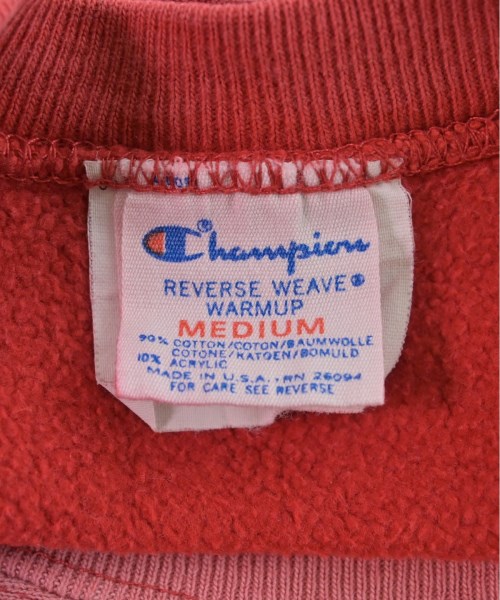 Champion®
REVERSE WEAVE®
WARMUP
MEDIUM
90% COTTON/COTON/BAUMWOLLE
COTONE/KATOEN/BOMULD
10% ACRYLIC
MADE IN U.S.A., RN 26094
FOR CARE SEE REVERSE